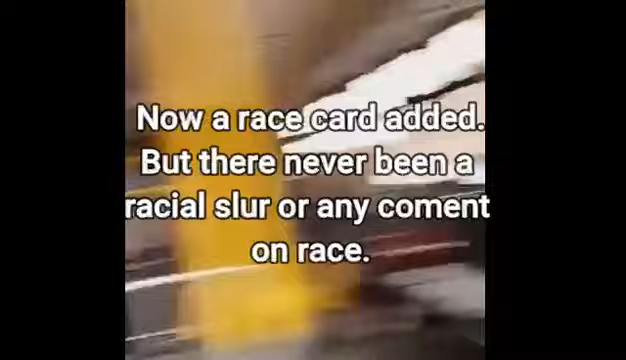 Now a race card added.
But there never been a
racial slur or any coment
on race.